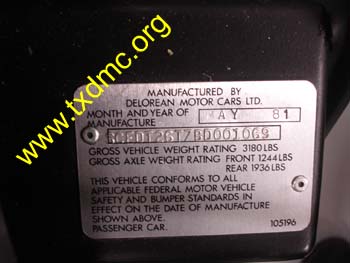 www.txdmc.org
MANUFACTURED BY
DELOREAN MOTOR CARS LTD.
MONTH AND YEAR OF MAY 81
MANUFACTURE
GROSS VEHICLE WEIGHT RATING 3180 LBS
GROSS AXLE WEIGHT RATING FRONT 1244 LBS
REAR 1936 LBS
THIS VEHICLE CONFORMS TO ALL
APPLICABLE FEDERAL MOTOR VEHICLE
SAFETY AND BUMPER STANDARDS IN
EFFECT ON THE DATE OF MANUFACTURE
SHOWN ABOVE.
PASSENGER CAR. 105196